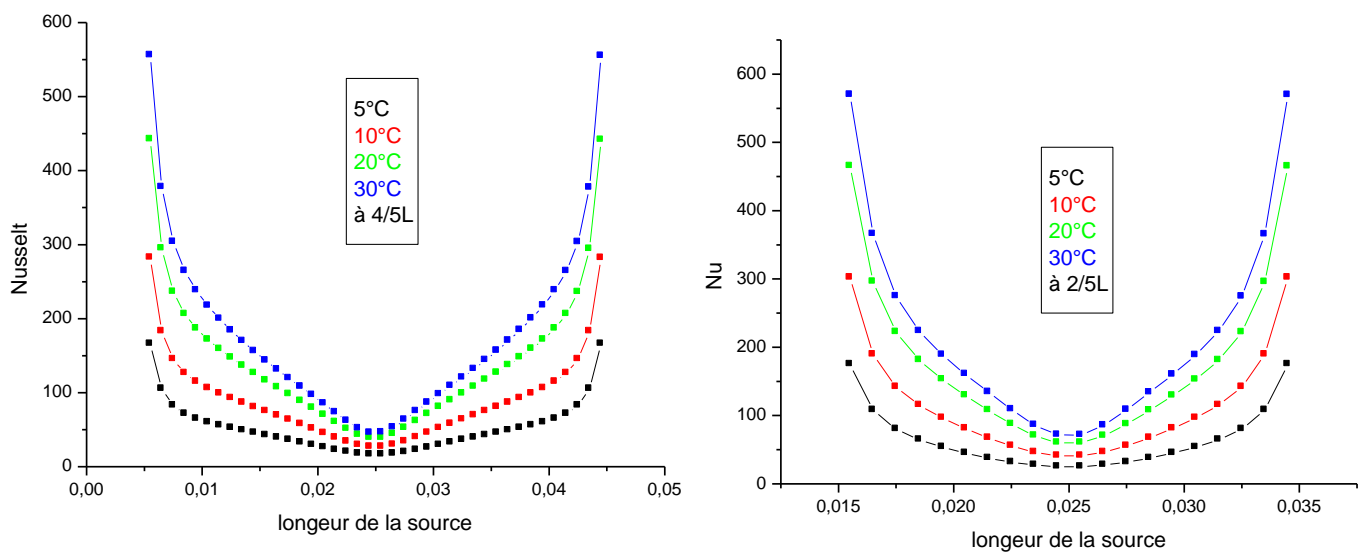 600
500
400
300
200
100
0
Nusselt
5°C
10°C
20°C
30°C
à 4/5L
0,00 0,01 0,02 0,03 0,04 0,05
longeur de la source
600
500
400
300
200
100
0
Nu
5°C
10°C
20°C
30°C
à 2/5L
0,015 0,020 0,025 0,030 0,035
longeur de la source